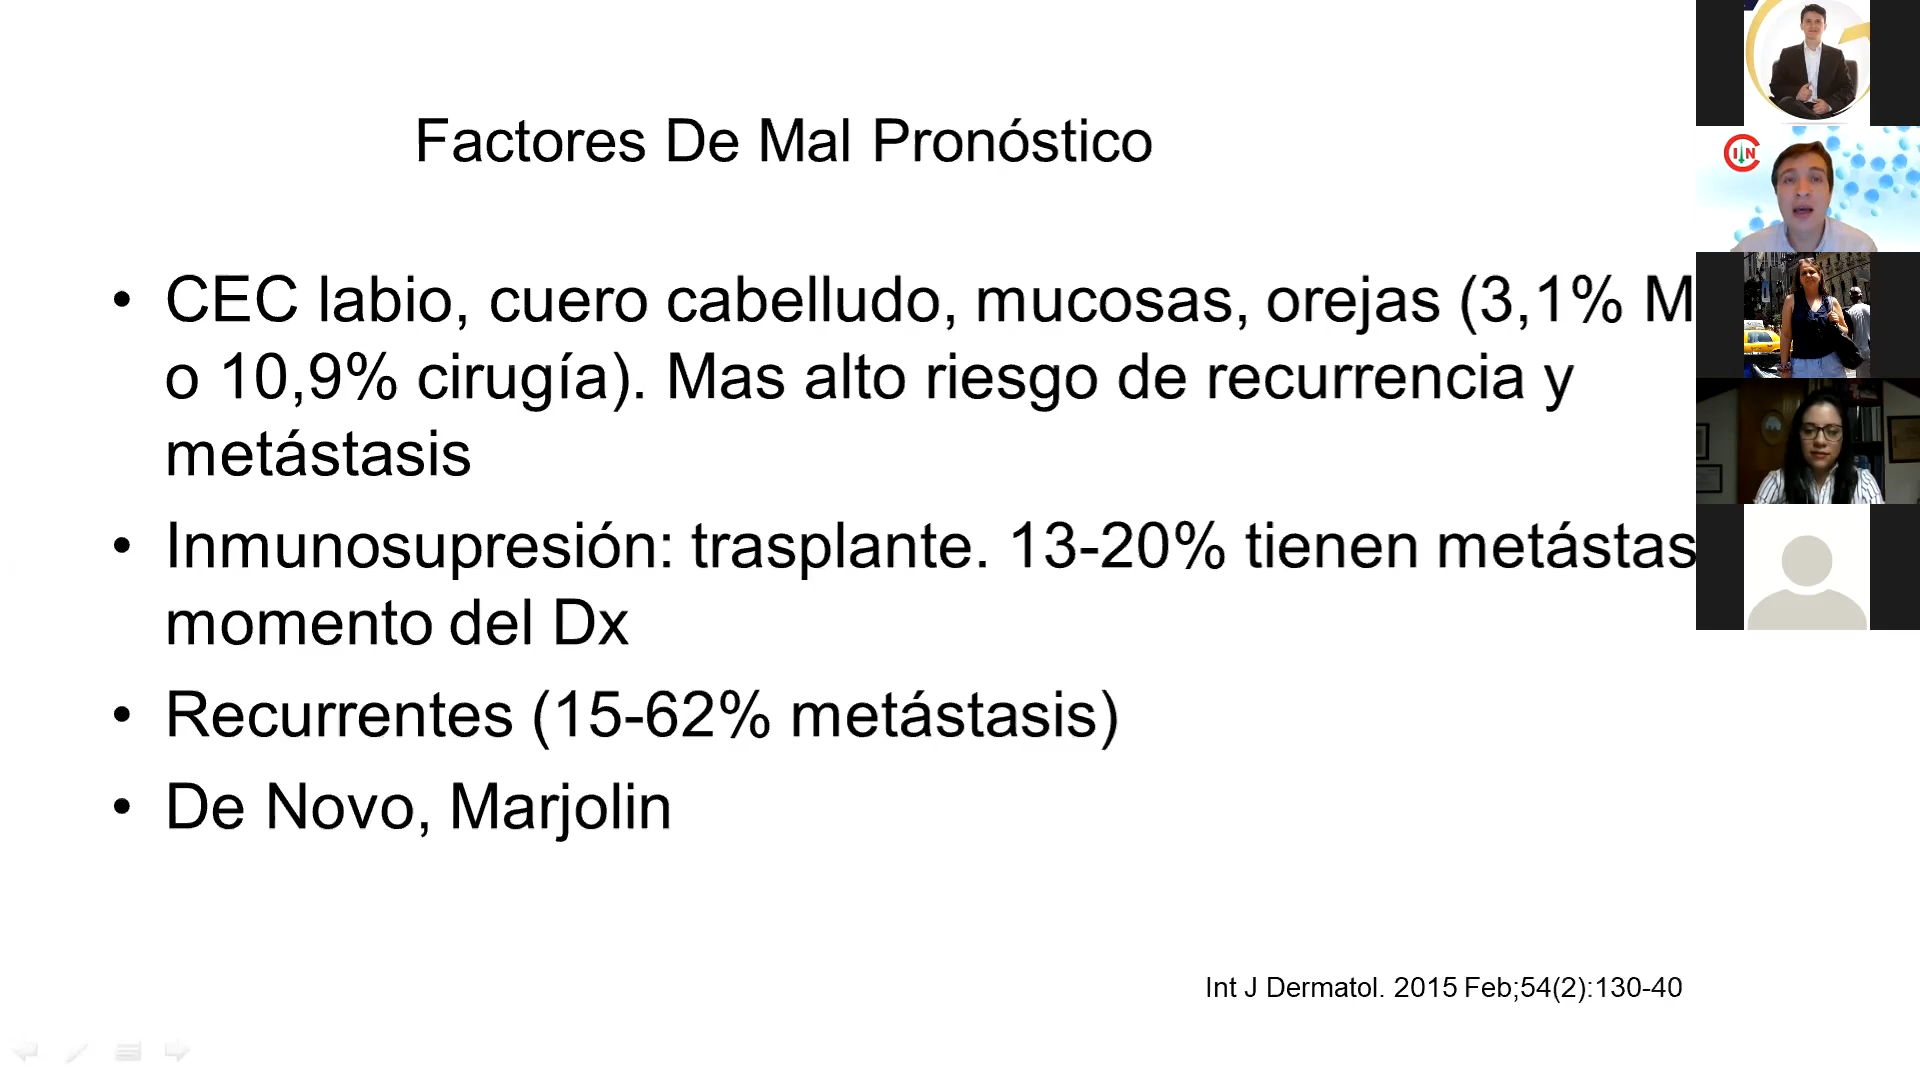 Factores De Mal Pronóstico
• CEC labio, cuero cabelludo, mucosas, orejas (3,1% M
o 10,9% cirugía). Mas alto riesgo de recurrencia y
metástasis
• Inmunosupresión: trasplante. 13-20% tienen metástas
momento del Dx
• Recurrentes (15-62% metástasis)
• De Novo, Marjolin
Int J Dermatol. 2015 Feb;54(2):130-40
CIN